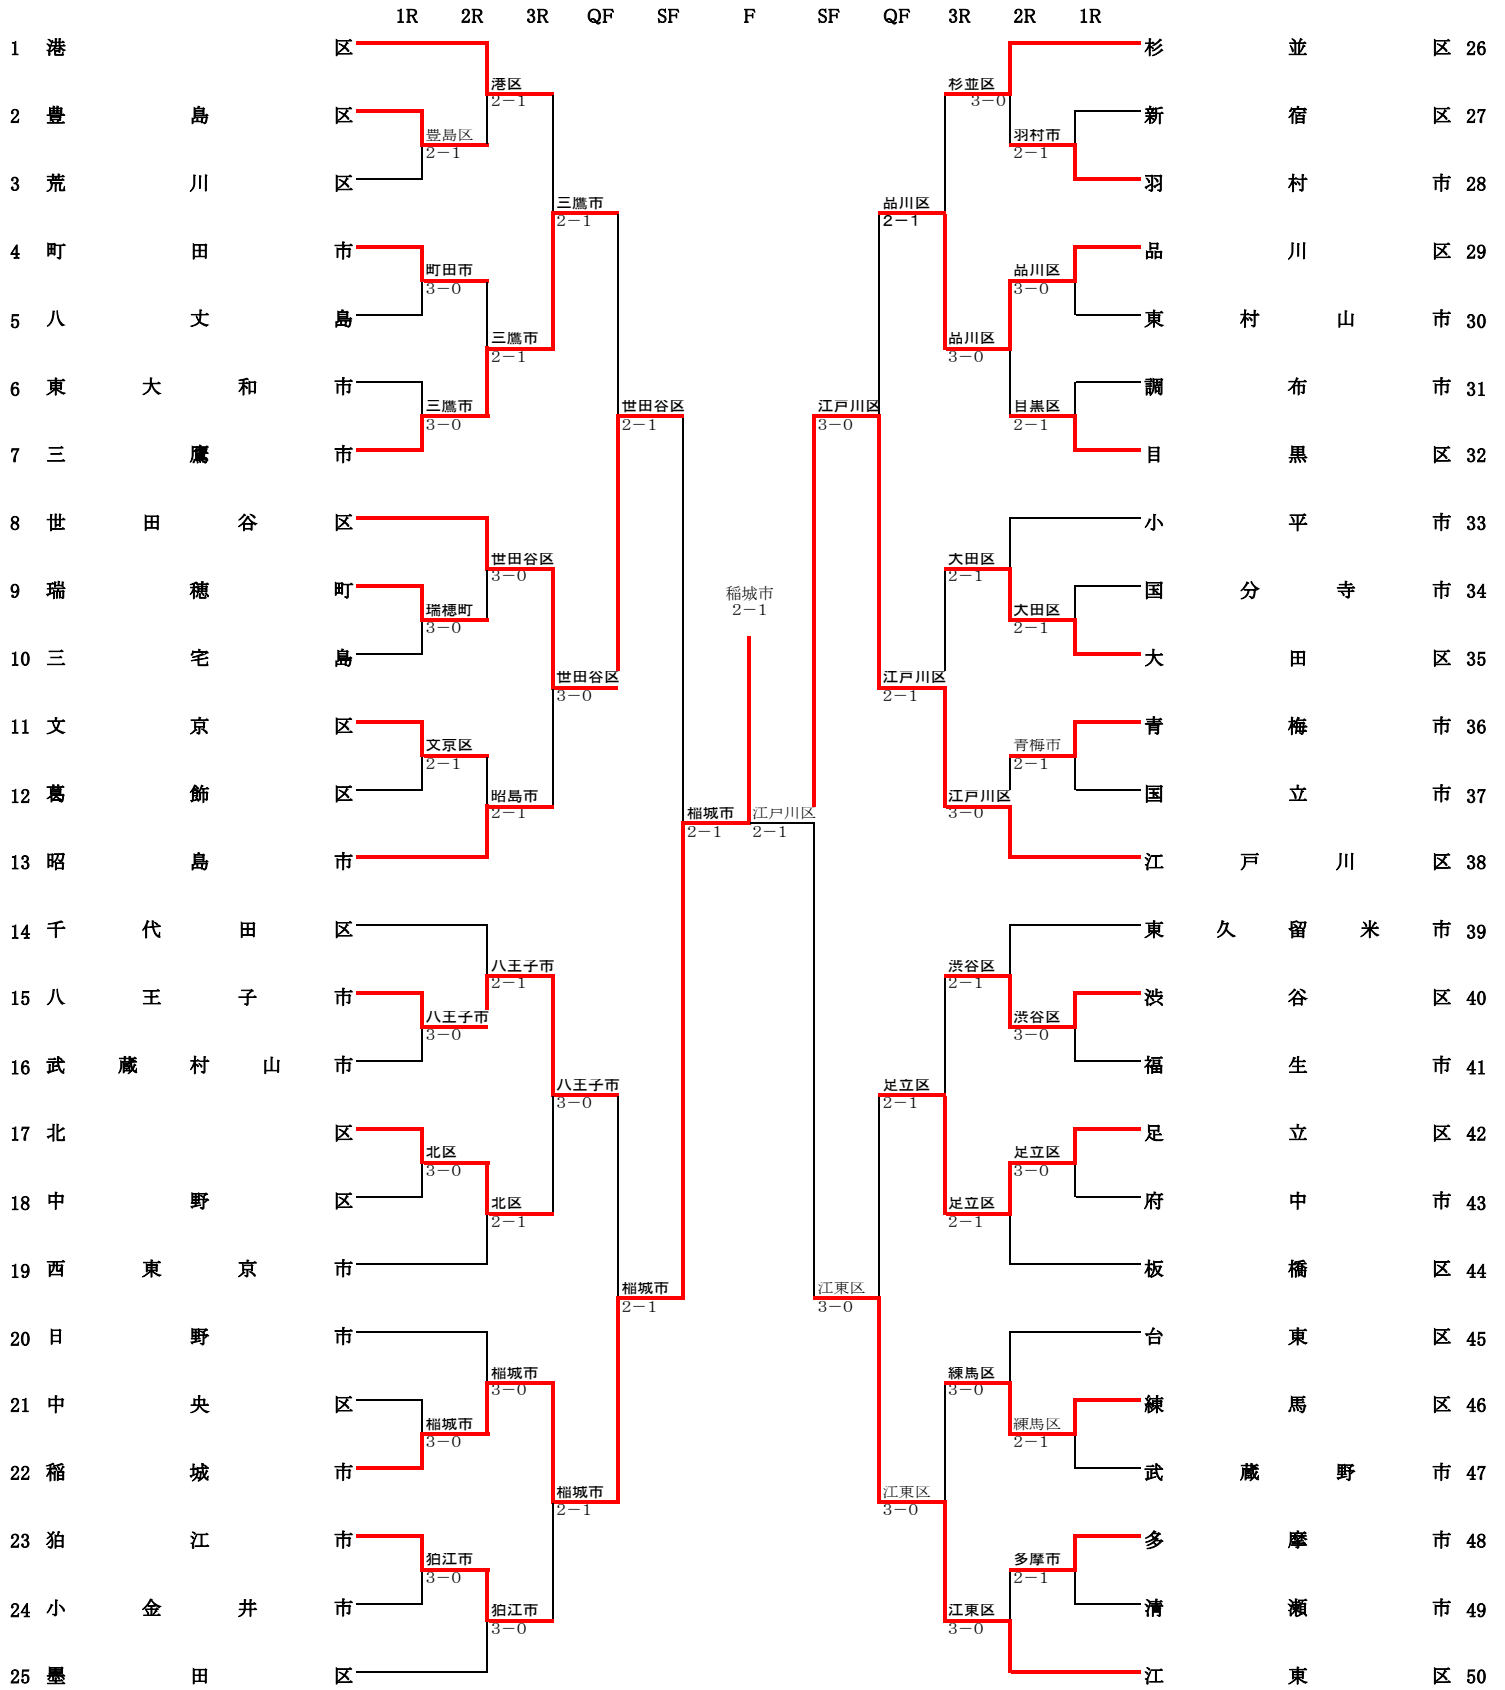 1R 2R 3R QF SF F SF QF 3R 2R 1R
1 港区 杉並区 26
港区 杉並区
2-1 3-0
2 豊島区 新宿区 27
豊島区 羽村市
2-1 2-1
3 荒川区 羽村市 28
三鷹市 品川区
2-1 2-1
4 町田市 品川区 29
町田市 品川区
3-0 3-0
5 八丈島 東村山市 30
三鷹市 品川区
2-1 3-0
6 東大和市 調布市 31
三鷹市 世田谷区 江戸川区 目黒区
3-0 2-1 3-0 2-1
7 三鷹市 目黒区 32
8 世田谷区 小平市 33
世田谷区 大田区
3-0 2-1
9 瑞穂町 稲城市 国分寺市 34
瑞穂町 2-1 大田区
3-0 2-1
10 三宅島 大田区 35
世田谷区 江戸川区
3-0 2-1
11 文京区 青梅市 36
文京区 青梅市
2-1 2-1
12 葛飾区 国立市 37
昭島市 稲城市 江戸川区 江戸川区
2-1 2-1 2-1 3-0
13 昭島市 江戸川区 38
14 千代田区 東久留米市 39
八王子市 渋谷区
2-1 2-1
15 八王子市 渋谷区 40
八王子市 渋谷区
3-0 3-0
16 武蔵村山市 福生市 41
八王子市 足立区
3-0 2-1
17 北区 足立区 42
北区 足立区
3-0 3-0
18 中野区 府中市 43
北区 足立区
2-1 2-1
19 西東京市 板橋区 44
稲城市 江東区
2-1 3-0
20 日野市 台東区 45
稲城市 練馬区
3-0 3-0
21 中央区 練馬区 46
稲城市 練馬区
3-0 2-1
22 稲城市 武蔵野市 47
稲城市 江東区
2-1 3-0
23 狛江市 多摩市 48
狛江市 多摩市
3-0 2-1
24 小金井市 清瀬市 49
狛江市 江東区
3-0 3-0
25 墨田区 江東区 50